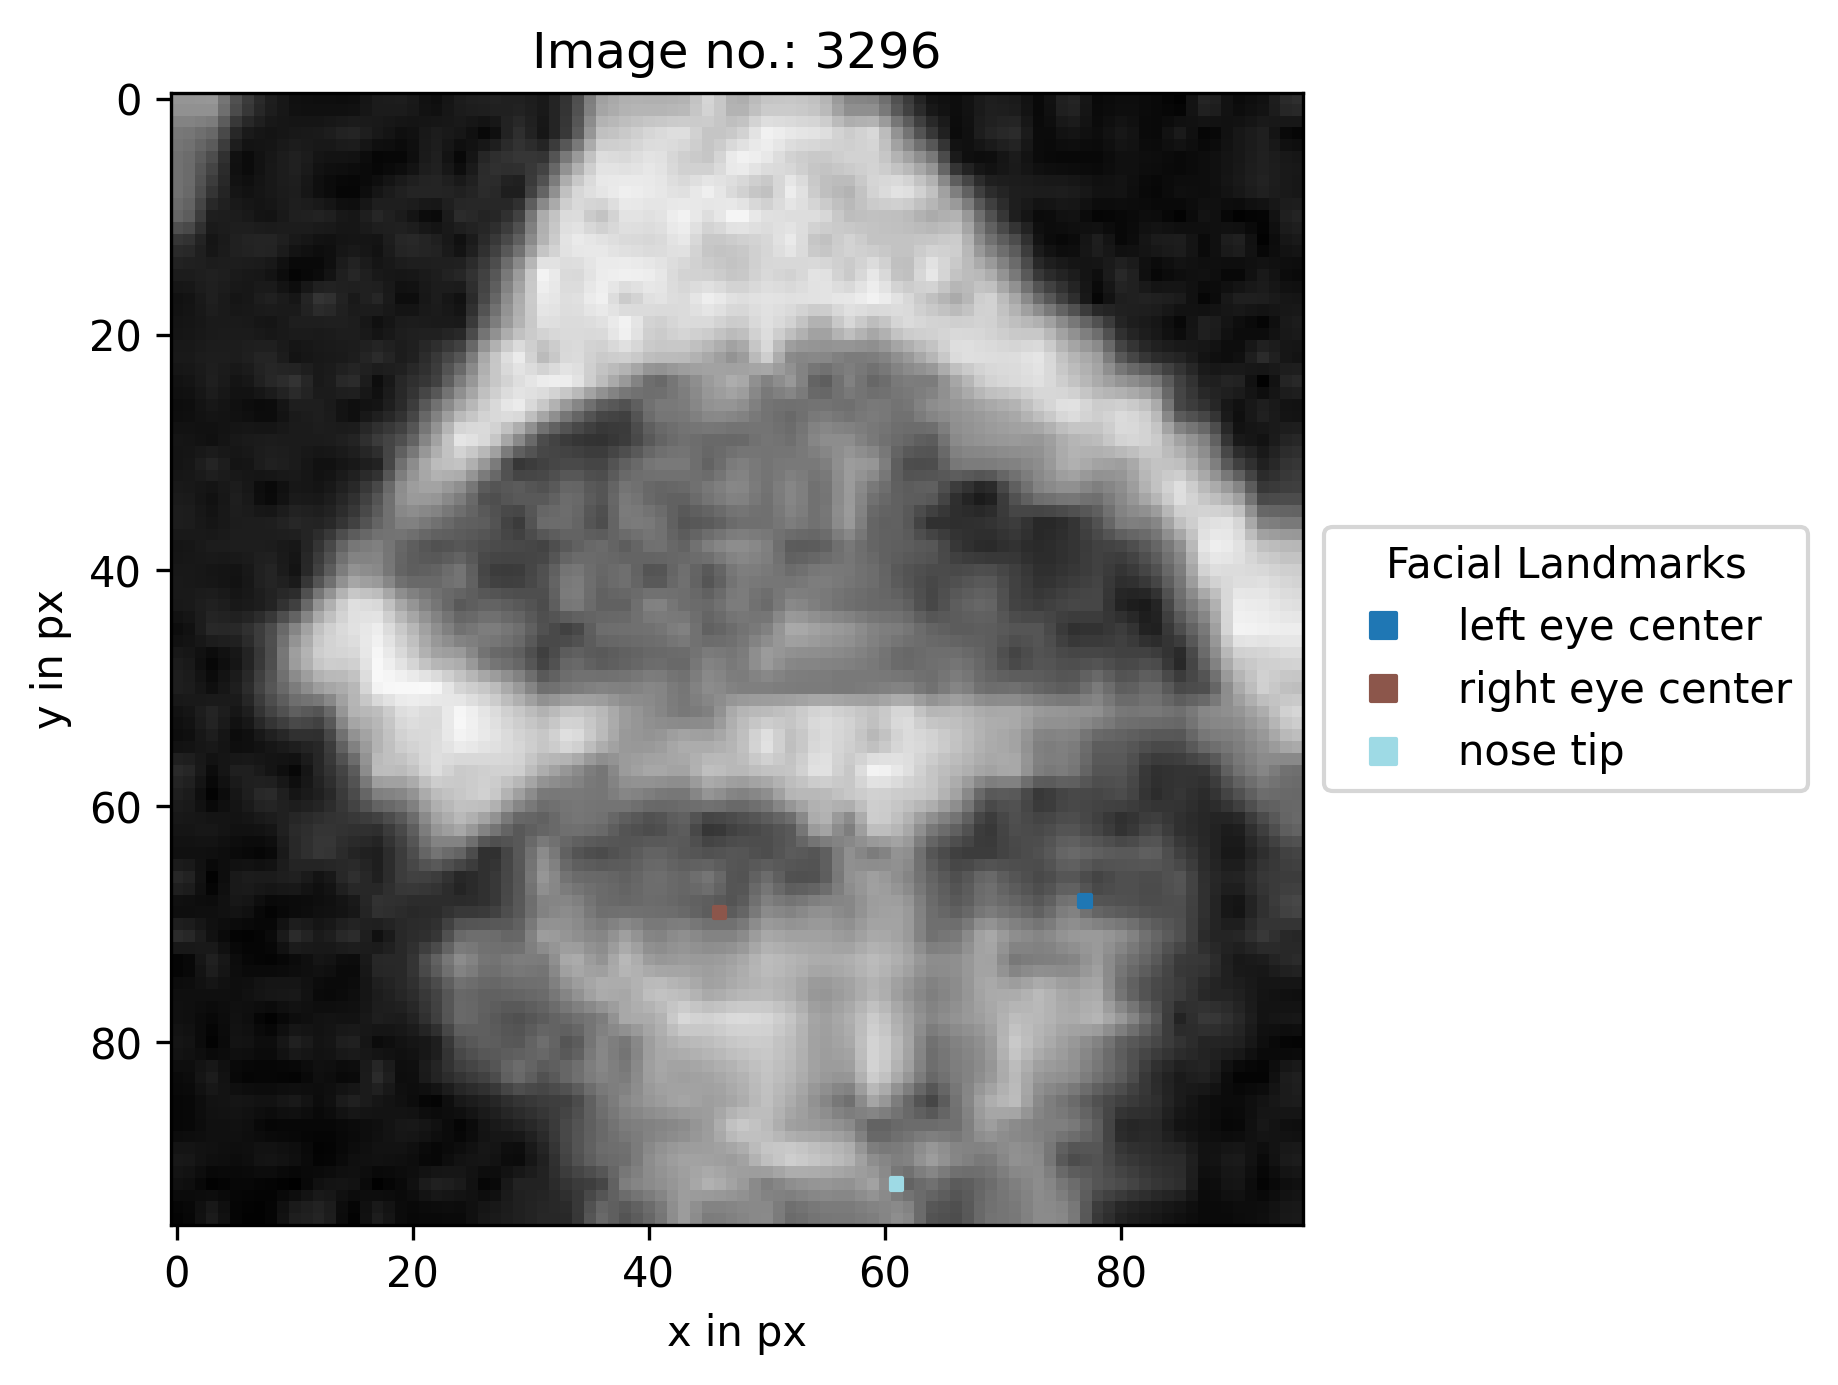 Image no.: 3296
0
20
40
60
80
y in px
0 20 40 60 80
x in px
Facial Landmarks
left eye center
right eye center
nose tip